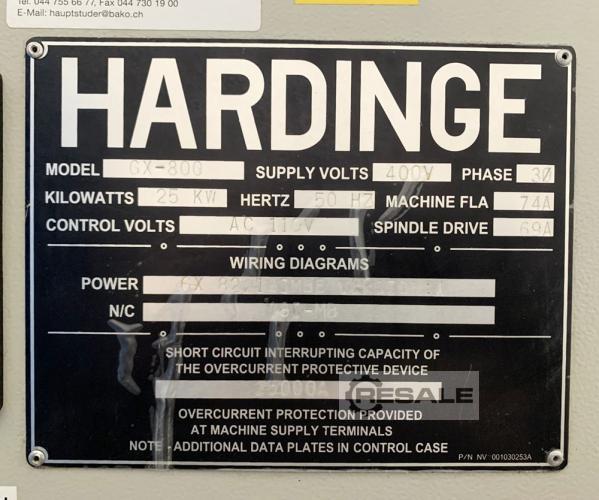 Tel. 044 755 66 77, Fax 044 730 19 00
E-Mail: hauptstuder@bako.ch
HARDINGE
MODEL GX-800 SUPPLY VOLTS 400V PHASE 3Ø
KILOWATTS 25 KW HERTZ 50 HZ MACHINE FLA 74A
CONTROL VOLTS AC 110V SPINDLE DRIVE 69A
WIRING DIAGRAMS
POWER
N/C
SHORT CIRCUIT INTERRUPTING CAPACITY OF
THE OVERCURRENT PROTECTIVE DEVICE
RESALE
OVERCURRENT PROTECTION PROVIDED
AT MACHINE SUPPLY TERMINALS
NOTE - ADDITIONAL DATA PLATES IN CONTROL CASE
P/N NV 001030253A